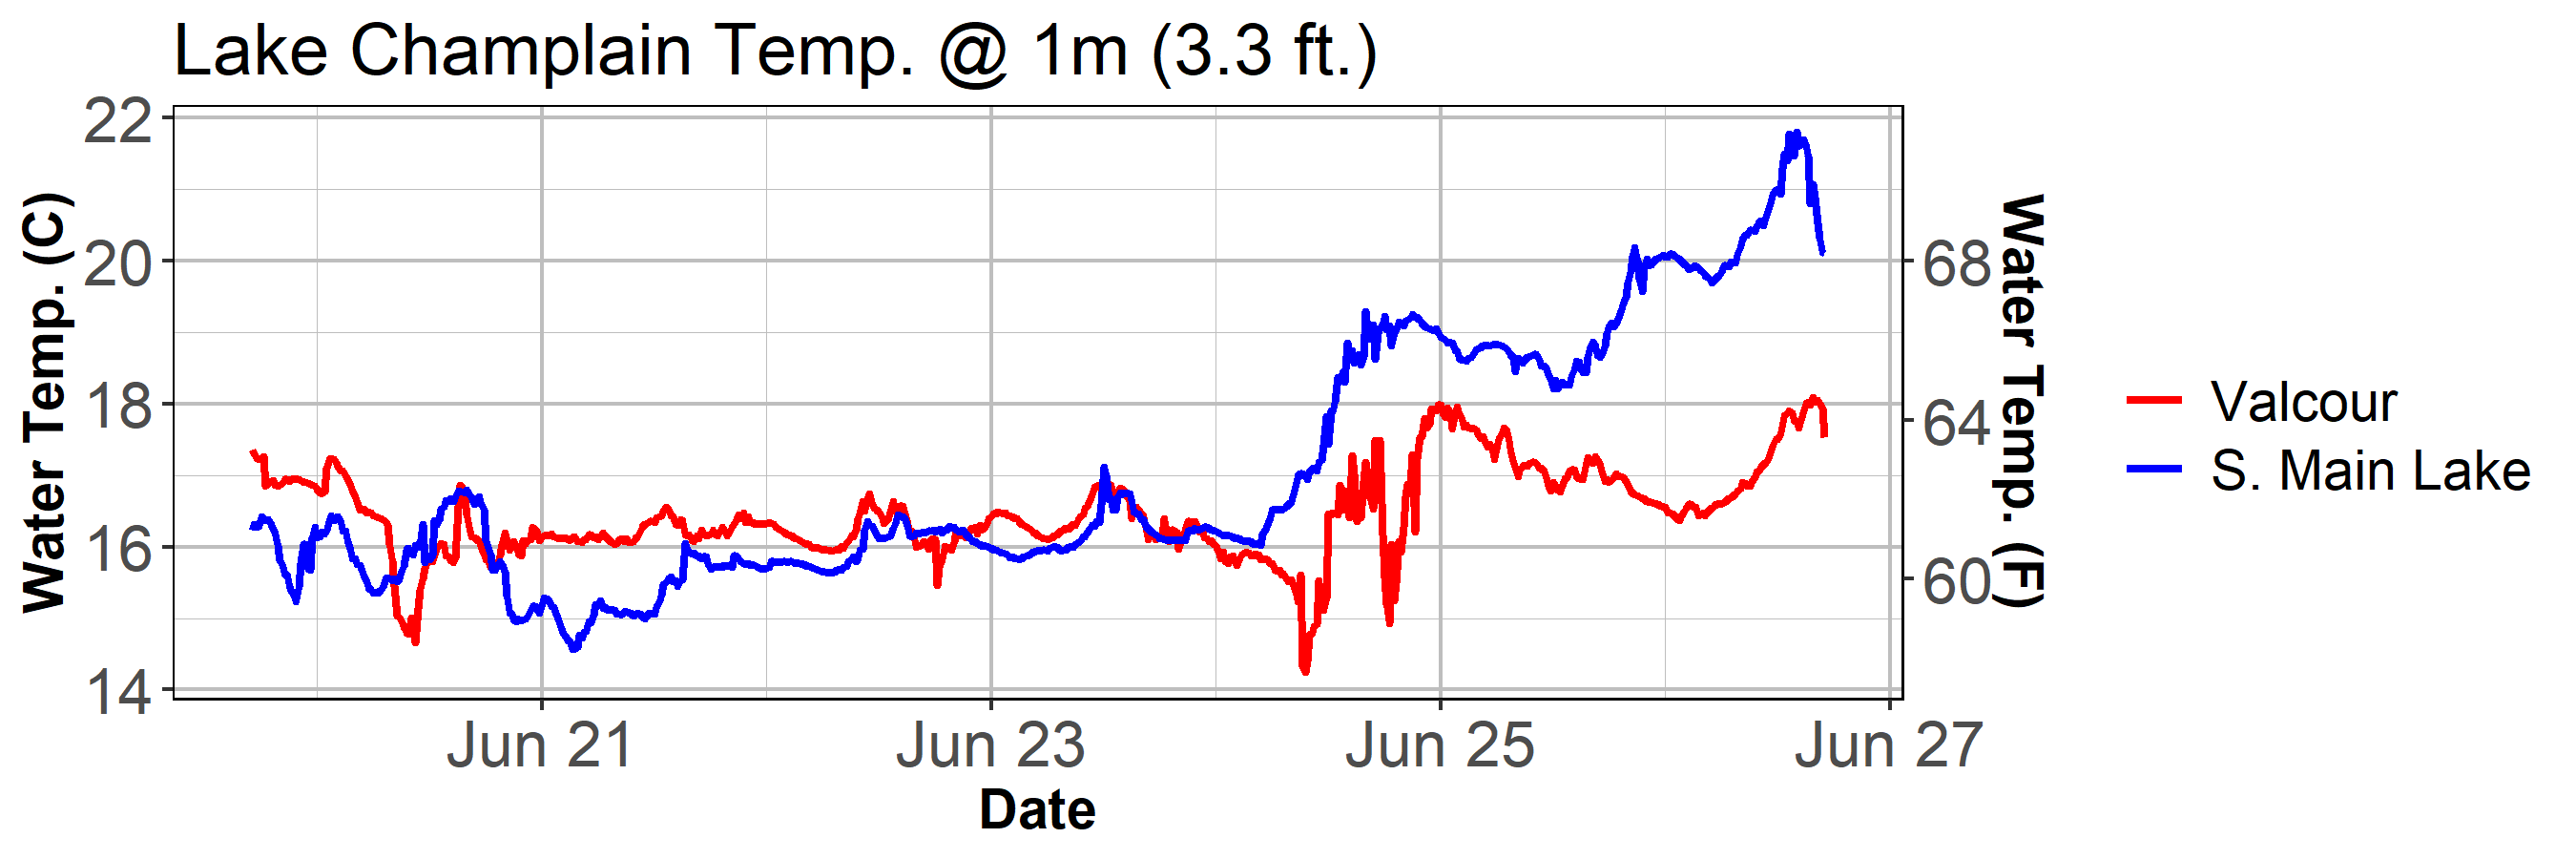 Lake Champlain Temp. @ 1m (3.3 ft.)
Water Temp. (C)
22
20
18
16
14
Jun 21
Jun 23
Jun 25
Jun 27
Date
68
64
60
Water Temp. (F)
Valcour
S. Main Lake